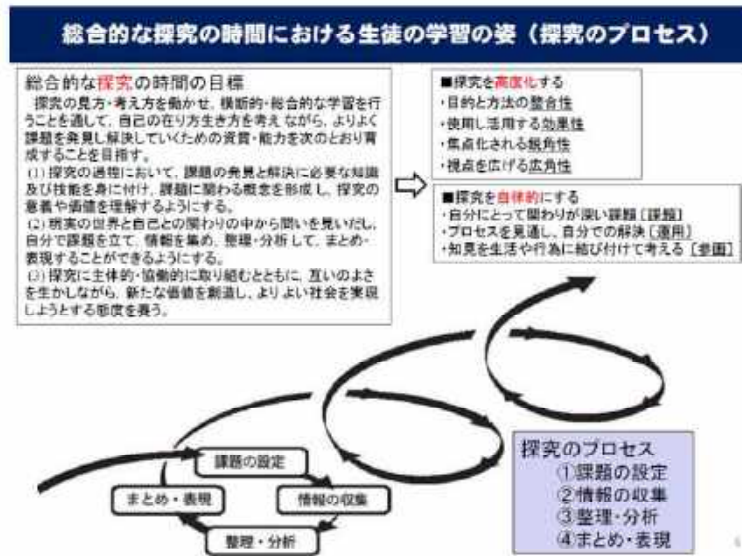 総合的な探究の時間における生徒の学習の姿（探究のプロセス）
総合的な探究の時間の目標
探究の見方・考え方を働かせ、横断的・総合的な学習を行
うことを通して、自己の在り方生き方を考えながら、よりよく
課題を発見し解決していくための資質・能力を次のとおり育
成することを目指す。
(1) 探究の過程において、課題の発見と解決に必要な知識
及び技能を身に付け、課題に関わる概念を形成し、探究の
意義や価値を理解するようにする。
(2) 現実の世界と自己との関わりの中から問いを見いだし、
自分で課題を立て、情報を集め、整理・分析して、まとめ・
表現することができるようにする。
(3) 探究に主体的・協働的に取り組むとともに、互いのよさ
を生かしながら、新たな価値を創造し、よりよい社会を実現
しようとする態度を養う。
■探究を高度化する
・目的と方法の整合性
・使用し活用する効果性
・焦点化される鋭角性
・視点を広げる広角性
■探究を自律的にする
・自分にとって関わりが深い課題［課題］
・プロセスを見通し、自分での解決［運用］
・知見を生活や行為に結び付けて考える［参画］
課題の設定
まとめ・表現
情報の収集
整理・分析
探究のプロセス
①課題の設定
②情報の収集
③整理・分析
④まとめ・表現
6